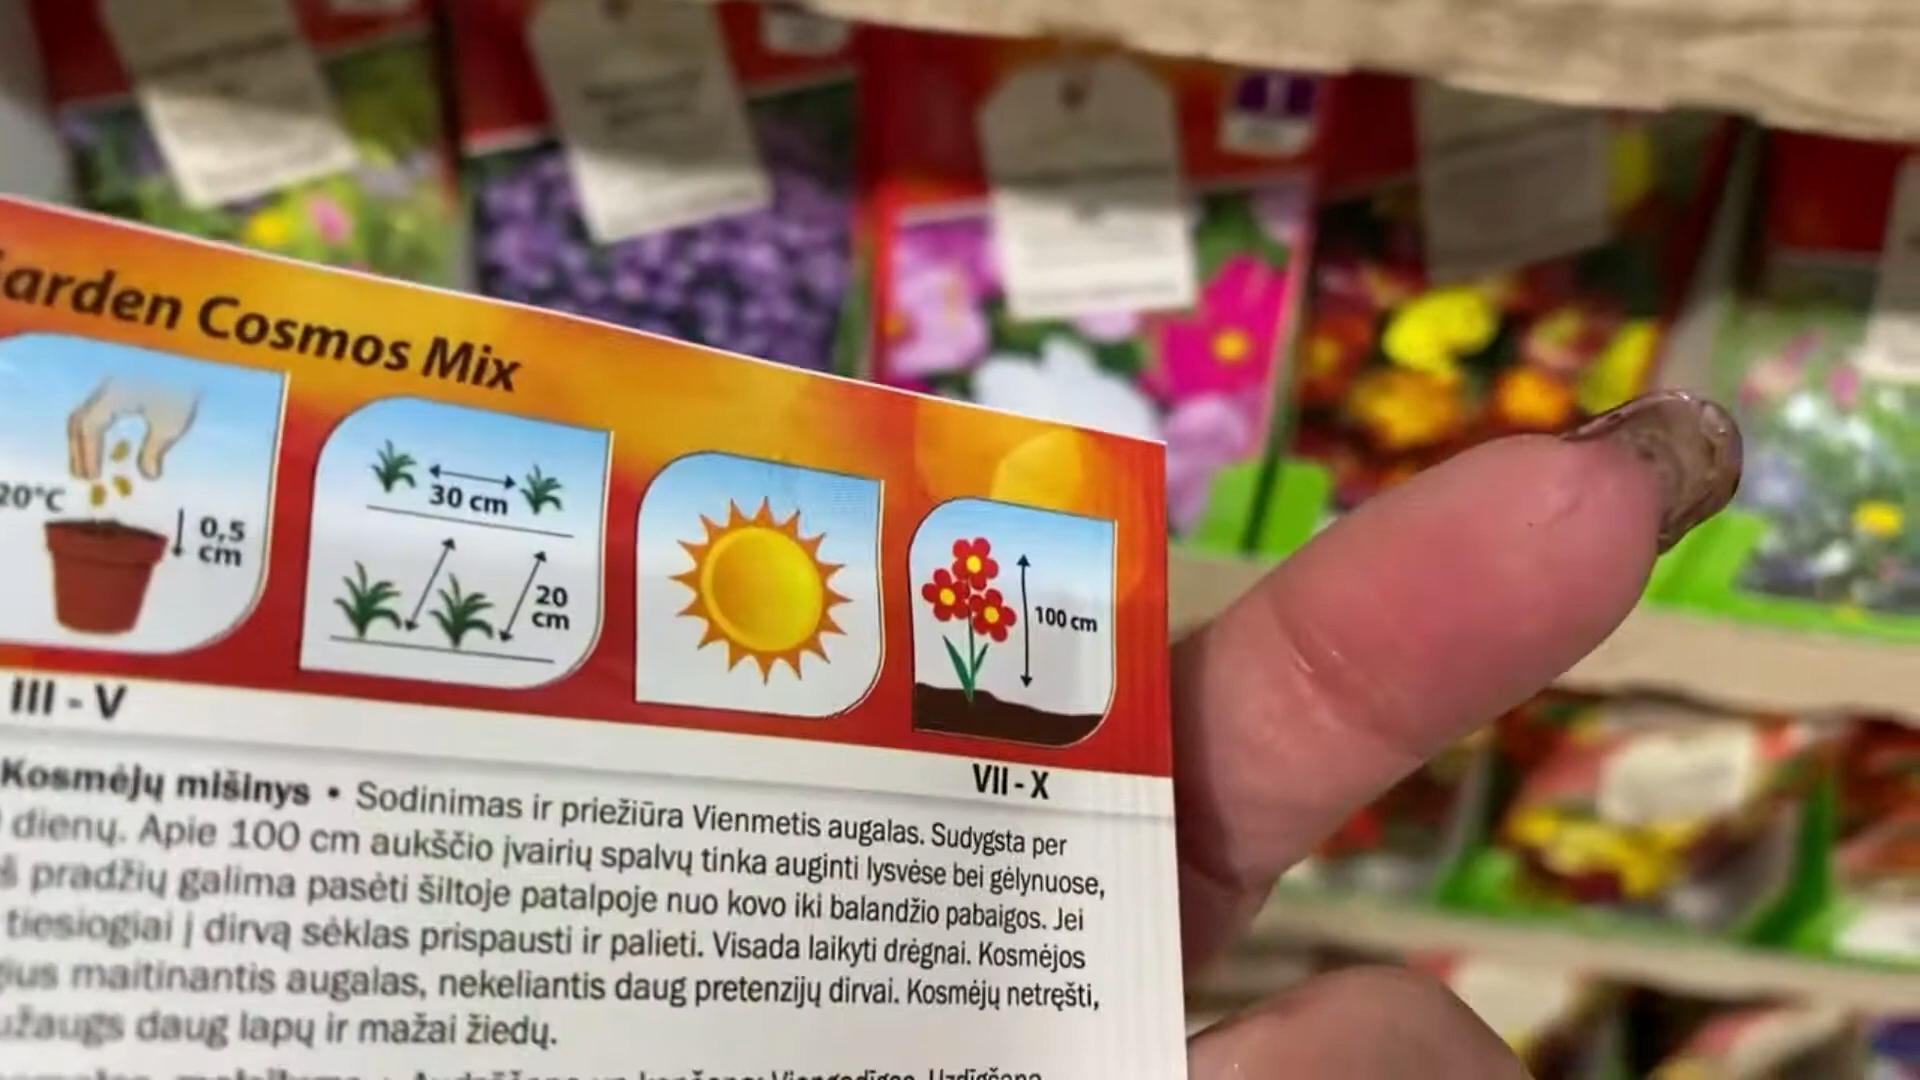 arden Cosmos Mix
20°C
0,5
cm
30 cm
20
cm
100 cm
III - V
VII - X
Kosmėjų mišinys • Sodinimas ir priežiūra Vienmetis augalas. Sudygsta per
dienų. Apie 100 cm aukščio įvairių spalvų tinka auginti lysvėse bei gėlynuose,
š pradžių galima pasėti šiltoje patalpoje nuo kovo iki balandžio pabaigos. Jei
tiesiogiai į dirvą sėklas prispausti ir palieti. Visada laikyti drėgnai. Kosmėjos
gius maitinantis augalas, nekeliantis daug pretenzijų dirvai. Kosmėjų netręšti,
užaugs daug lapų ir mažai žiedų.